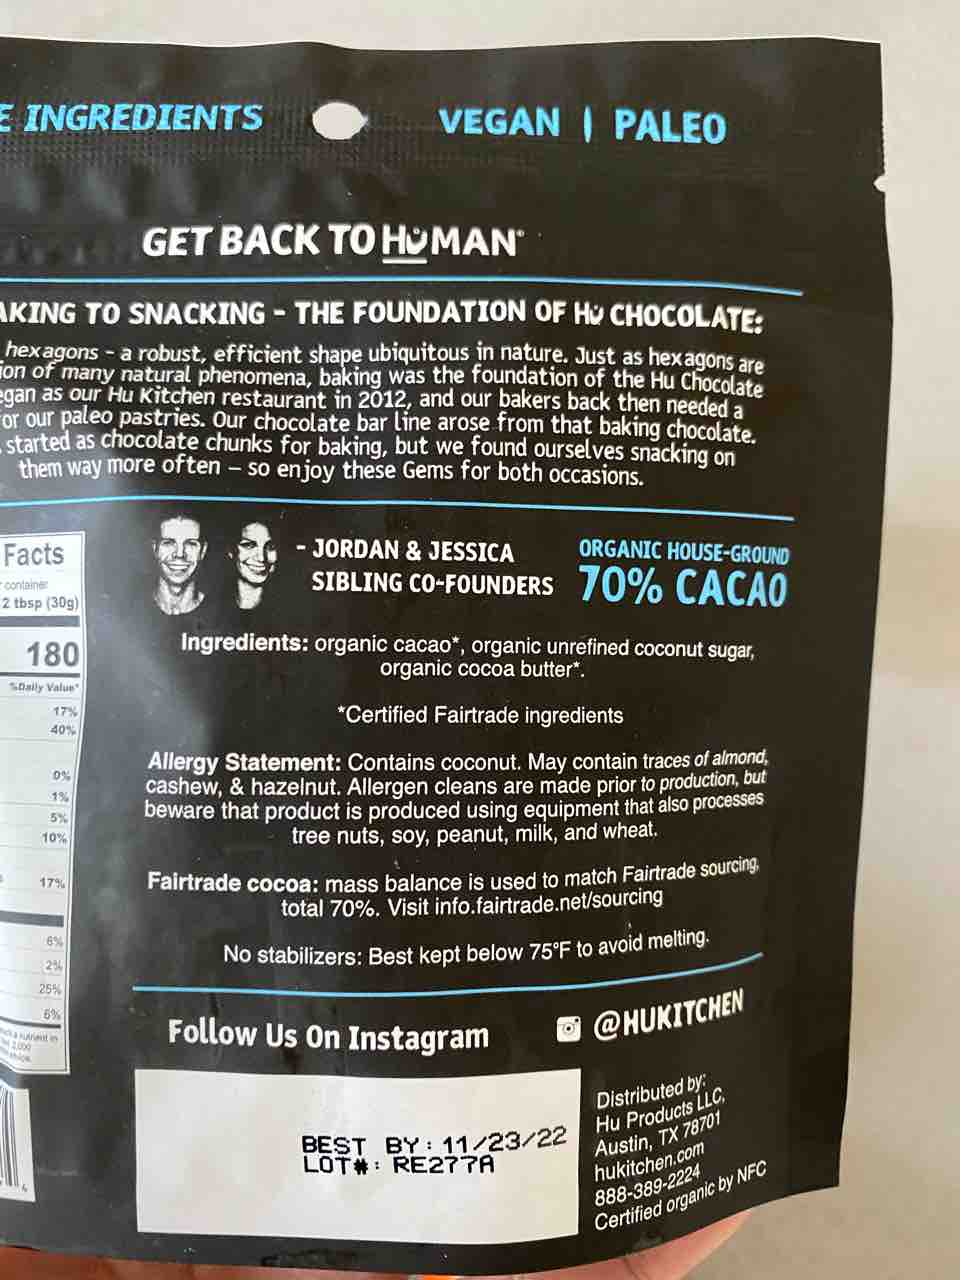 E INGREDIENTS
VEGAN | PALEO
GET BACK TO HUMAN®
AKING TO SNACKING - THE FOUNDATION OF Hu CHOCOLATE:
hexagons - a robust, efficient shape ubiquitous in nature. Just as hexagons are
ion of many natural phenomena, baking was the foundation of the Hu Chocolate
egan as our Hu Kitchen restaurant in 2012, and our bakers back then needed a
or our paleo pastries. Our chocolate bar line arose from that baking chocolate.
started as chocolate chunks for baking, but we found ourselves snacking on
them way more often – so enjoy these Gems for both occasions.
Facts
container
2 tbsp (30g)
180
%Daily Value*
17%
40%
0%
1%
5%
10%
17%
6%
2%
25%
6%
nutrient in
2,000
- JORDAN & JESSICA
SIBLING CO-FOUNDERS
ORGANIC HOUSE-GROUND
70% CACAO
Ingredients: organic cacao*, organic unrefined coconut sugar,
organic cocoa butter*.
*Certified Fairtrade ingredients
Allergy Statement: Contains coconut. May contain traces of almond,
cashew, & hazelnut. Allergen cleans are made prior to production, but
beware that product is produced using equipment that also processes
tree nuts, soy, peanut, milk, and wheat.
Fairtrade cocoa: mass balance is used to match Fairtrade sourcing,
total 70%. Visit info.fairtrade.net/sourcing
No stabilizers: Best kept below 75°F to avoid melting.
Follow Us On Instagram
@HUKITCHEN
BEST BY: 11/23/22
LOT#: RE277A
Distributed by:
Hu Products LLC,
Austin, TX 78701
hukitchen.com
888-389-2224
Certified organic by NFC